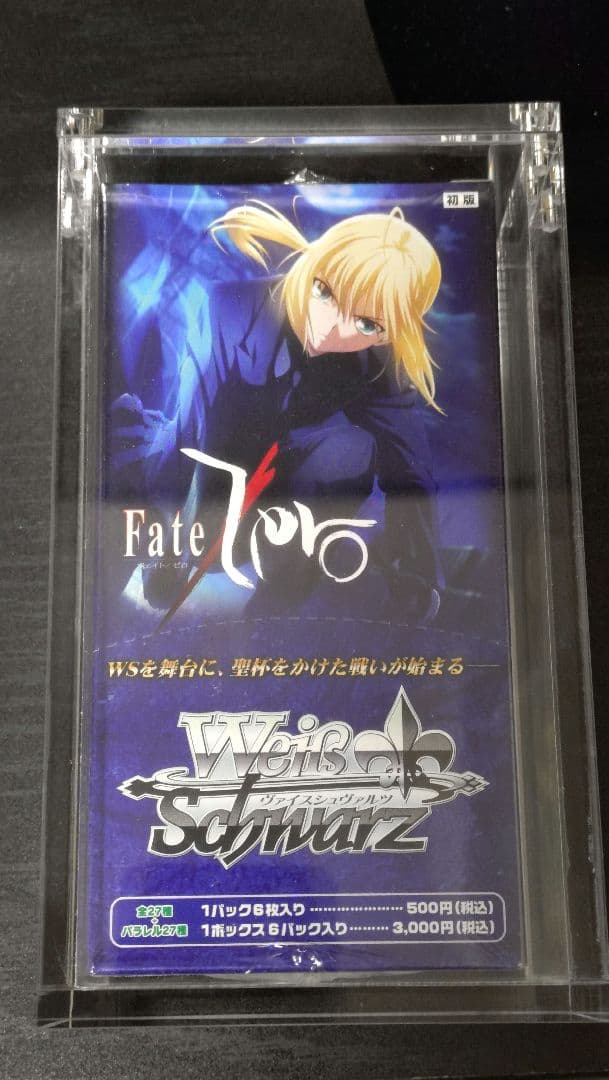 初版
Fate/Zero
フェイト/ゼロ
WSを舞台に、聖杯をかけた戦いが始まる──
Weiß
ヴァイスシュヴァルツ
Schwarz
全27種
+
パラレル27種
1パック6枚入り…………………500円(税込)
1ボックス6パック入り………3,000円(税込)